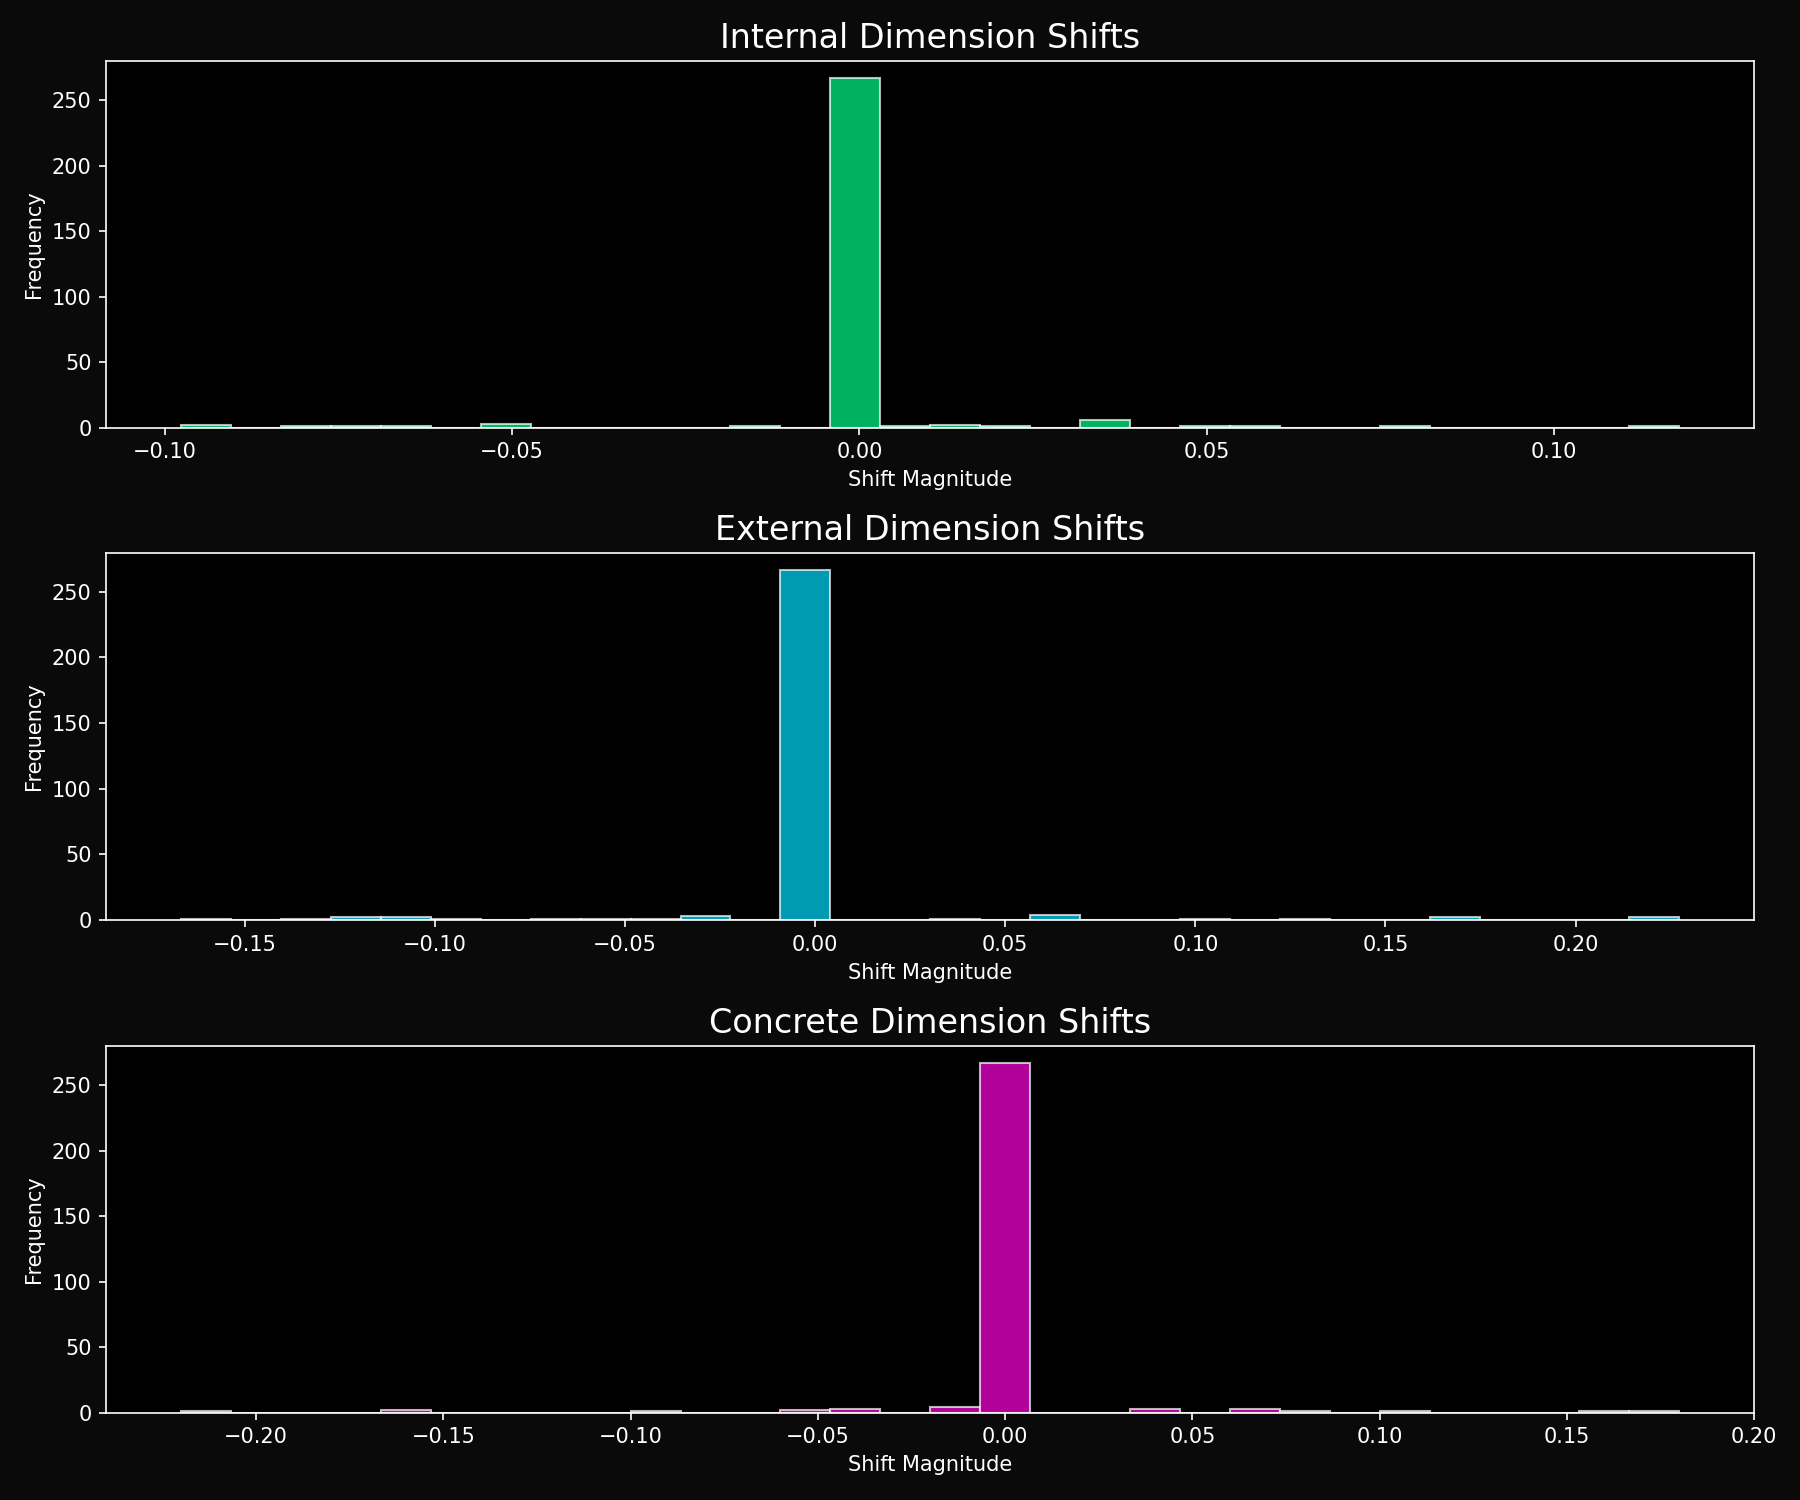 Internal Dimension Shifts
Frequency
250
200
150
100
50
0
−0.10 −0.05 0.00 0.05 0.10
Shift Magnitude
External Dimension Shifts
Frequency
250
200
150
100
50
0
−0.15 −0.10 −0.05 0.00 0.05 0.10 0.15 0.20
Shift Magnitude
Concrete Dimension Shifts
Frequency
250
200
150
100
50
0
−0.20 −0.15 −0.10 −0.05 0.00 0.05 0.10 0.15 0.20
Shift Magnitude